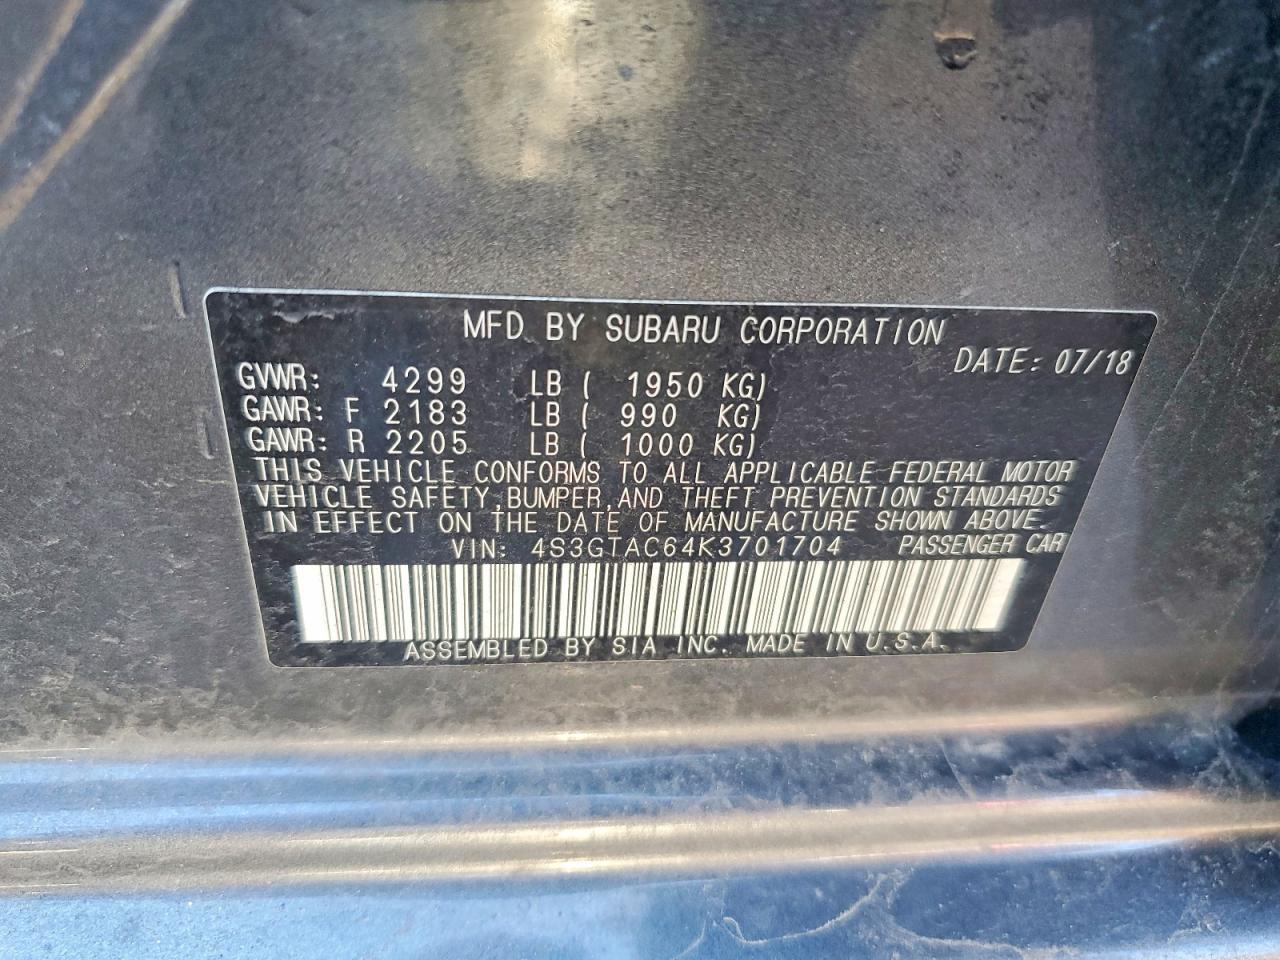 MFD BY SUBARU CORPORATION
DATE: 07/18
GVWR: 4299 LB ( 1950 KG)
GAWR: F 2183 LB ( 990 KG)
GAWR: R 2205 LB ( 1000 KG)
THIS VEHICLE CONFORMS TO ALL APPLICABLE FEDERAL MOTOR
VEHICLE SAFETY, BUMPER, AND THEFT PREVENTION STANDARDS
IN EFFECT ON THE DATE OF MANUFACTURE SHOWN ABOVE.
VIN: 4S3GTAC64K3701704 PASSENGER CAR
ASSEMBLED BY SIA INC. MADE IN U.S.A.